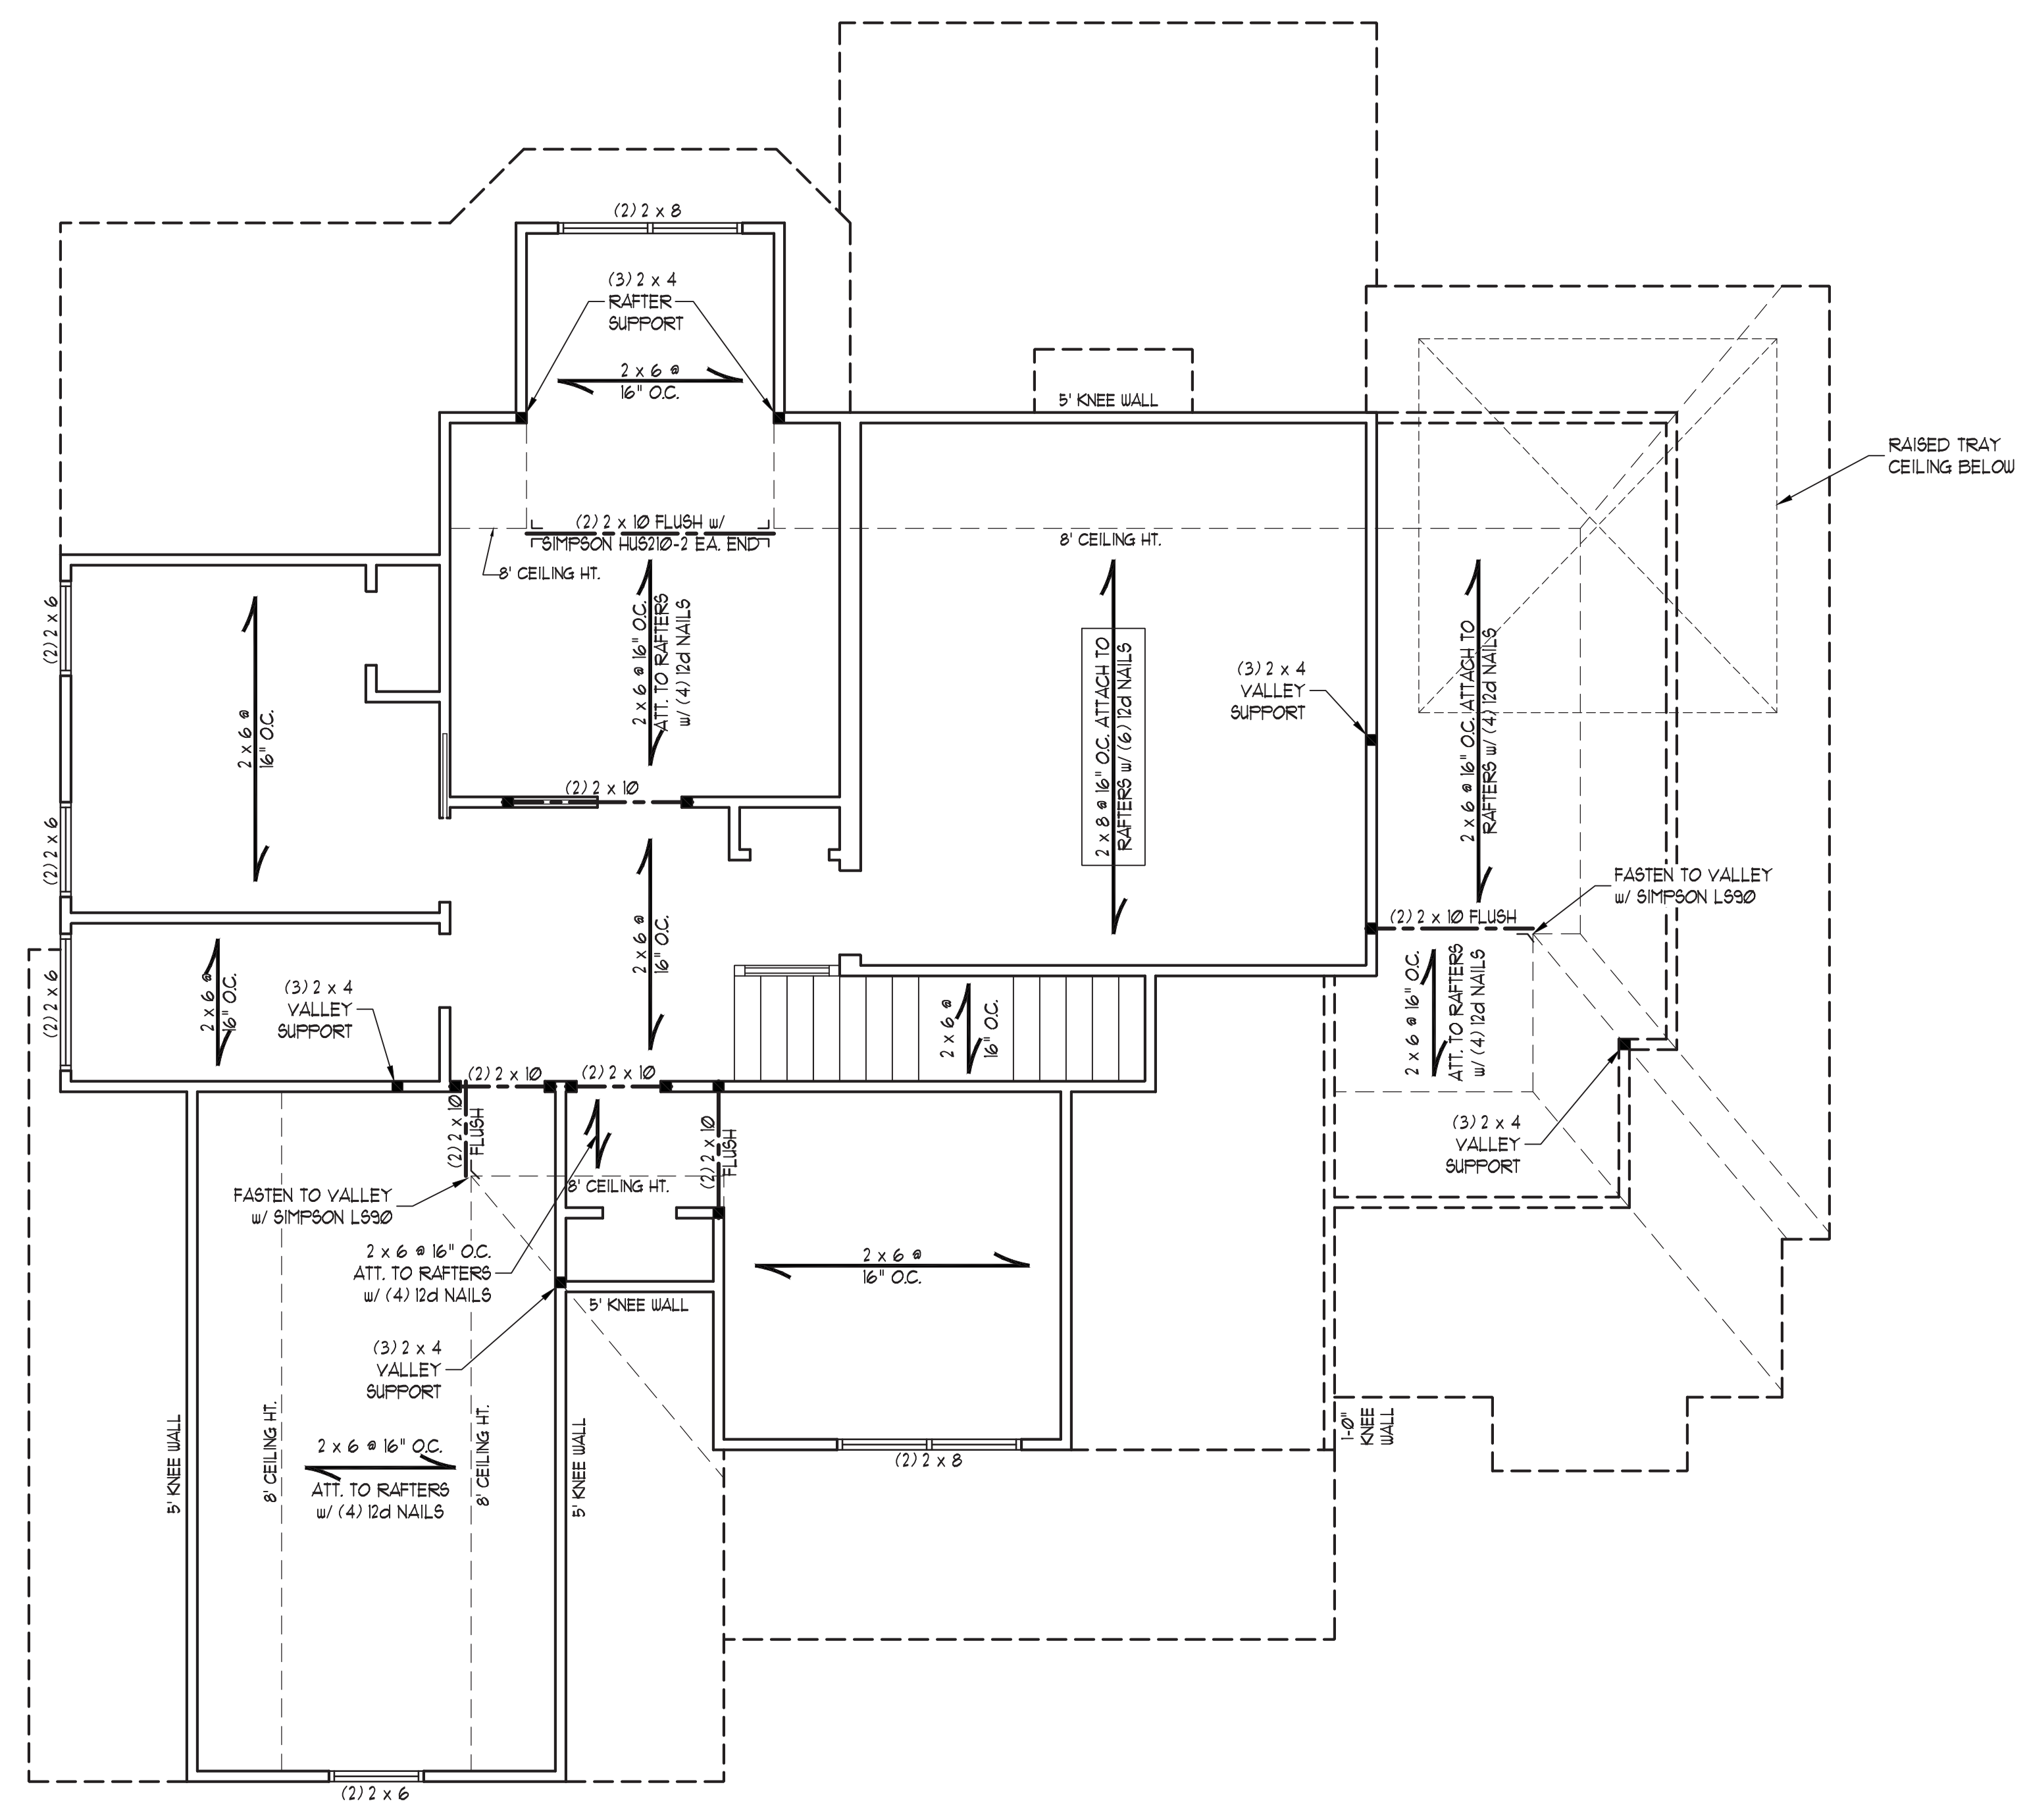 (2) 2 x 8
(3) 2 x 4
RAFTER
SUPPORT
2 x 6 @
16" O.C.
5' KNEE WALL
RAISED TRAY
CEILING BELOW
(2) 2 x 10 FLUSH w/
SIMPSON HUS210-2 EA. END
8' CEILING HT.
8' CEILING HT.
(2) 2 x 6
2 x 6 @
16" O.C.
2 x 6 @ 16" O.C.
ATT. TO RAFTERS
w/ (4) 12d NAILS
2 x 8 @ 16" O.C. ATTACH TO
RAFTERS w/ (6) 12d NAILS
(3) 2 x 4
VALLEY
SUPPORT
2 x 6 @ 16" O.C. ATTACH TO
RAFTERS w/ (4) 12d NAILS
(2) 2 x 10
(2) 2 x 6
FASTEN TO VALLEY
w/ SIMPSON LS90
(2) 2 x 10 FLUSH
2 x 6 @
16" O.C.
(2) 2 x 6
2 x 6 @
16" O.C.
(3) 2 x 4
VALLEY
SUPPORT
2 x 6 @
16" O.C.
2 x 6 @ 16" O.C.
ATT. TO RAFTERS
w/ (4) 12d NAILS
(2) 2 x 10
(2) 2 x 10
(2) 2 x 10
FLUSH
(2) 2 x 10
FLUSH
(3) 2 x 4
VALLEY
SUPPORT
FASTEN TO VALLEY
w/ SIMPSON LS90
8' CEILING HT.
2 x 6 @ 16" O.C.
ATT. TO RAFTERS
w/ (4) 12d NAILS
2 x 6 @
16" O.C.
5' KNEE WALL
(3) 2 x 4
VALLEY
SUPPORT
5' KNEE WALL
8' CEILING HT.
2 x 6 @ 16" O.C.
ATT. TO RAFTERS
w/ (4) 12d NAILS
8' CEILING HT.
5' KNEE WALL
(2) 2 x 8
1'-0"
KNEE
WALL
(2) 2 x 6